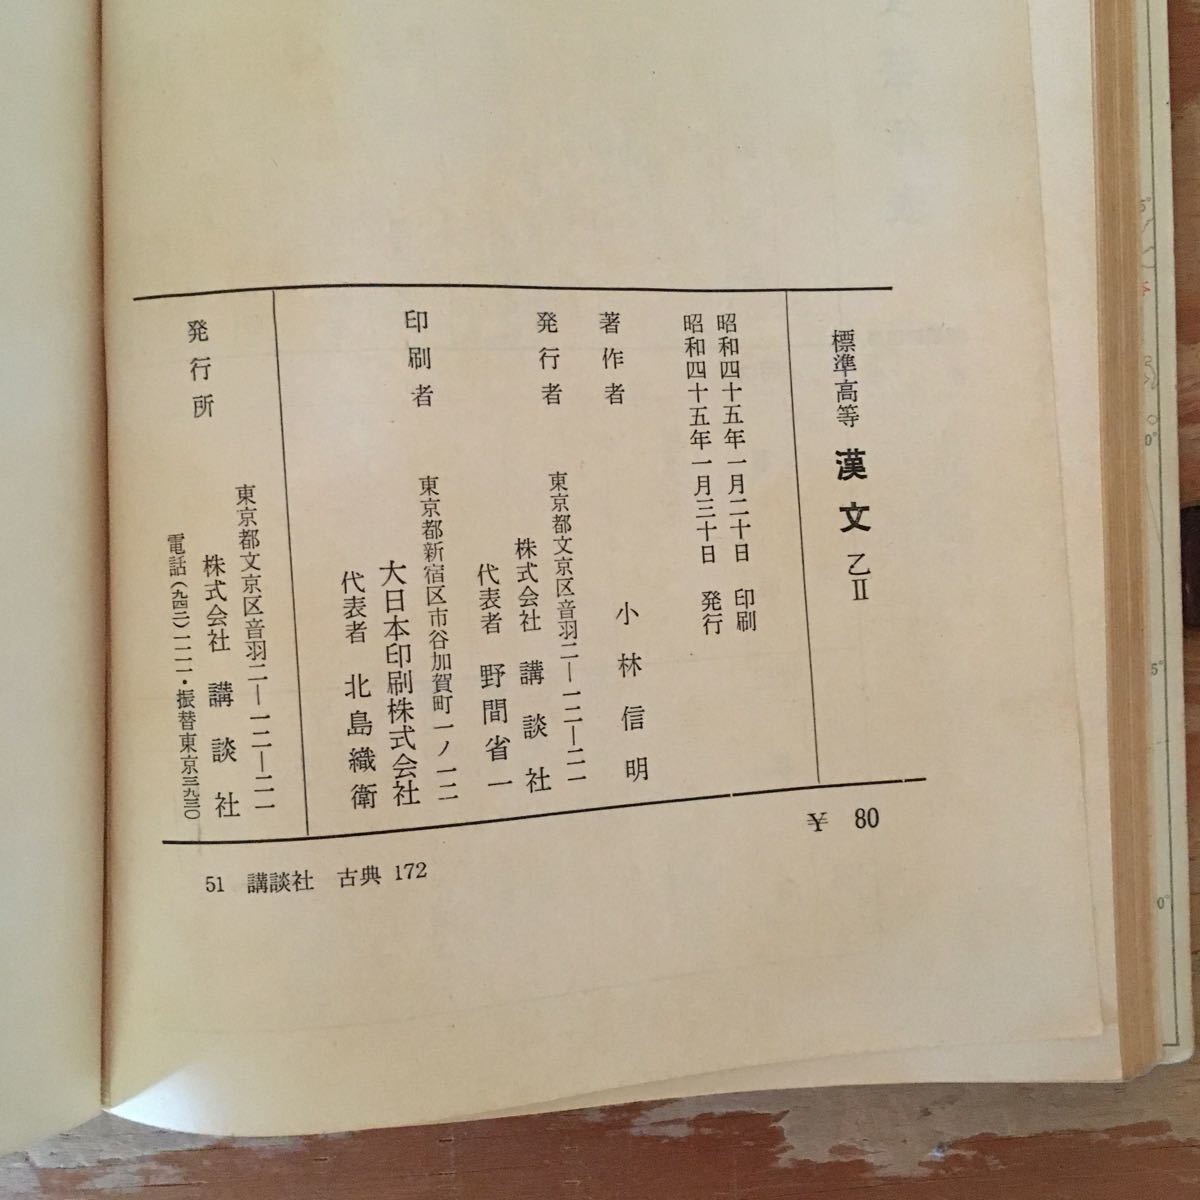 標準高等 漢文 乙Ⅱ
昭和四十五年一月二十日 印刷
昭和四十五年一月三十日 発行
著作者 小林信明
発行者 東京都文京区音羽二―一二―二一
株式会社 講談社
代表者 野間省一
印刷者 東京都新宿区市谷加賀町一ノ一二
大日本印刷株式会社
代表者 北島織衛
発行所 東京都文京区音羽二―一二―二一
株式会社 講談社
電話(九四二)一一一一・振替東京三九三〇
¥ 80
51 講談社 古典 172